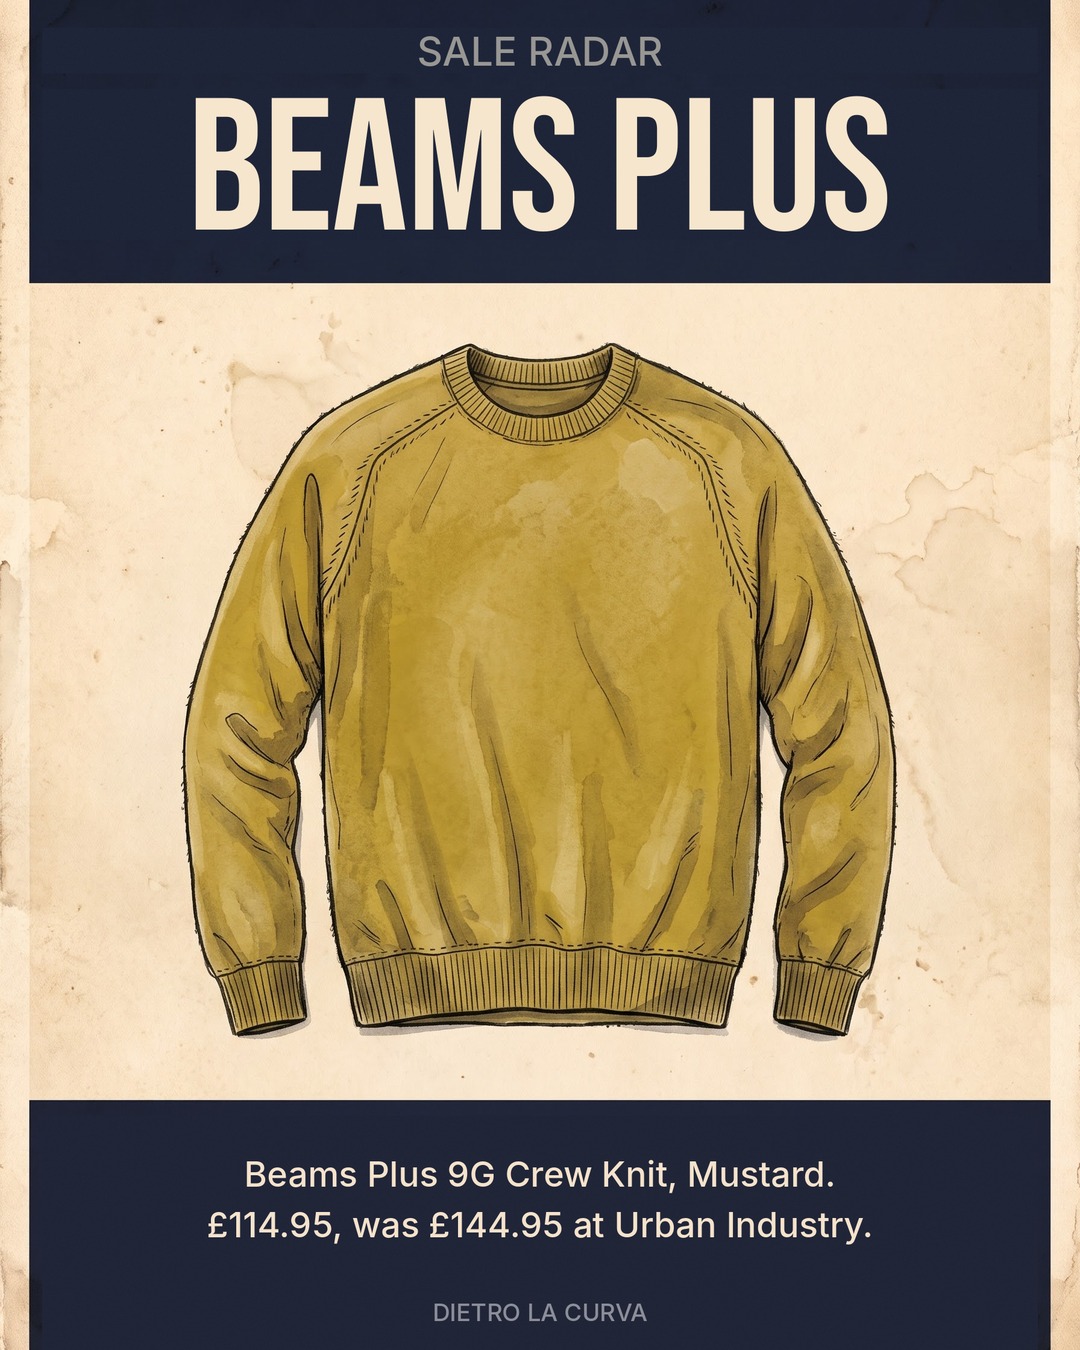 SALE RADAR
BEAMS PLUS
Beams Plus 9G Crew Knit, Mustard.
£114.95, was £144.95 at Urban Industry.
DIETRO LA CURVA